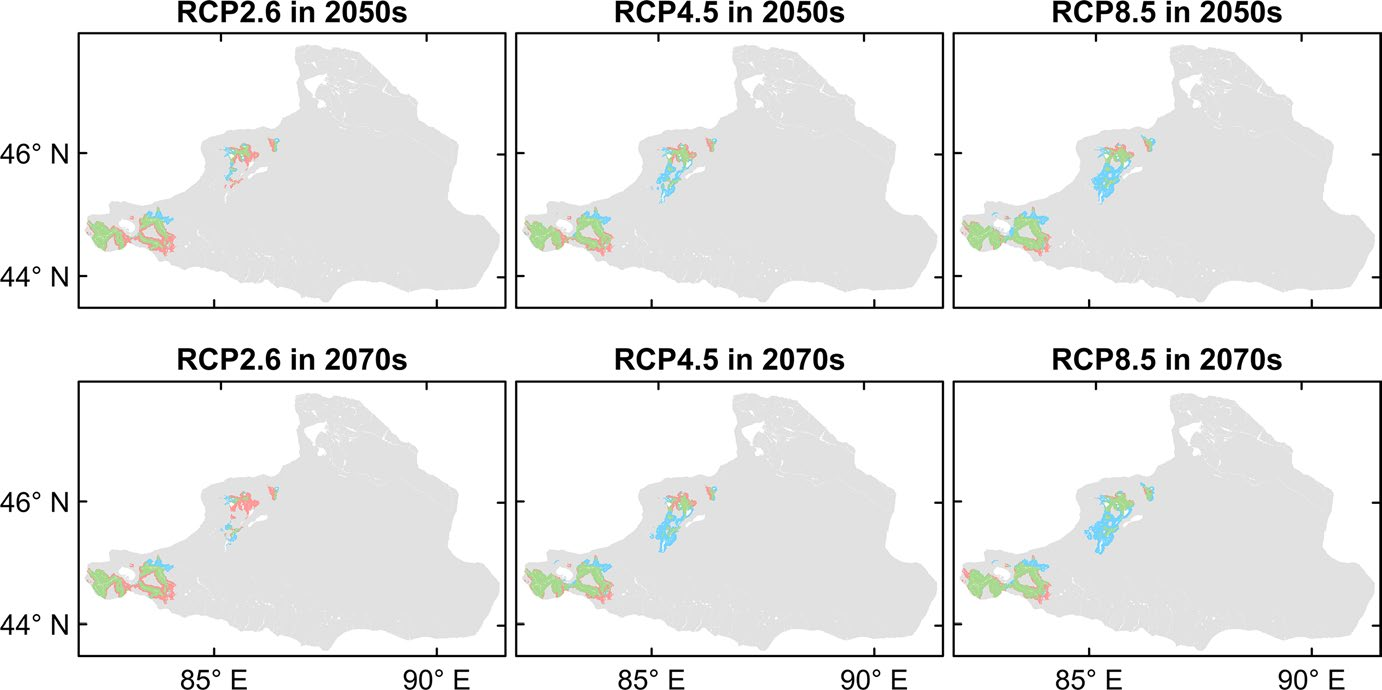 RCP2.6 in 2050s
RCP4.5 in 2050s
RCP8.5 in 2050s
46° N
44° N
RCP2.6 in 2070s
RCP4.5 in 2070s
RCP8.5 in 2070s
46° N
44° N
85° E
90° E
85° E
90° E
85° E
90° E